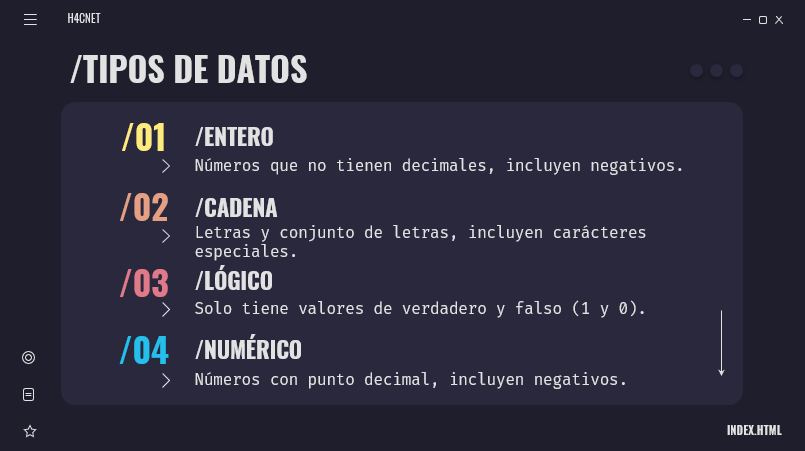 H4CNET
/TIPOS DE DATOS
/01
/ENTERO
Números que no tienen decimales, incluyen negativos.
/02
/CADENA
Letras y conjunto de letras, incluyen carácteres
especiales.
/03
/LÓGICO
Solo tiene valores de verdadero y falso (1 y 0).
/04
/NUMÉRICO
Números con punto decimal, incluyen negativos.
INDEX.HTML